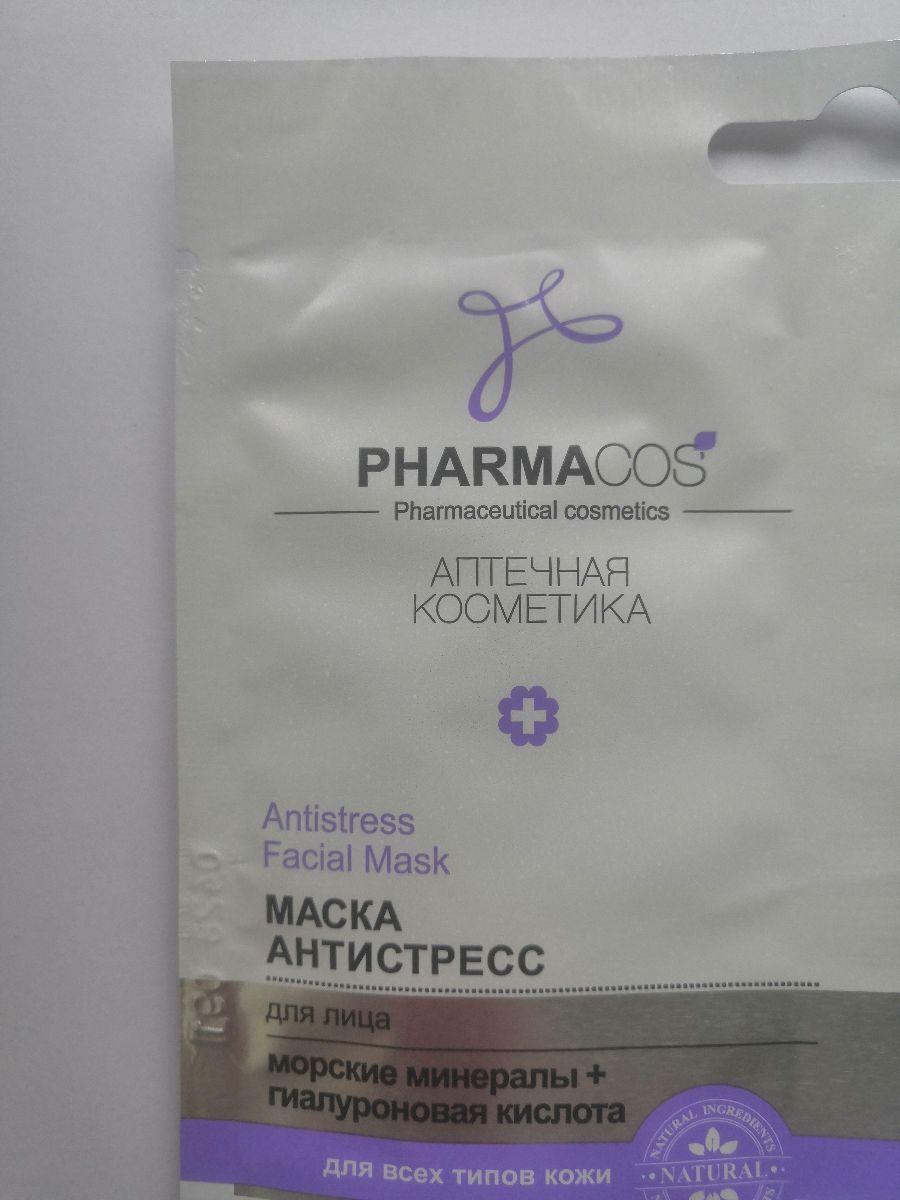 PHARMACOS
Pharmaceutical cosmetics
АПТЕЧНАЯ
КОСМЕТИКА
Antistress
Facial Mask
МАСКА
АНТИСТРЕСС
для лица
морские минералы +
гиалуроновая кислота
для всех типов кожи
NATURAL INGREDIENTS
NATURAL